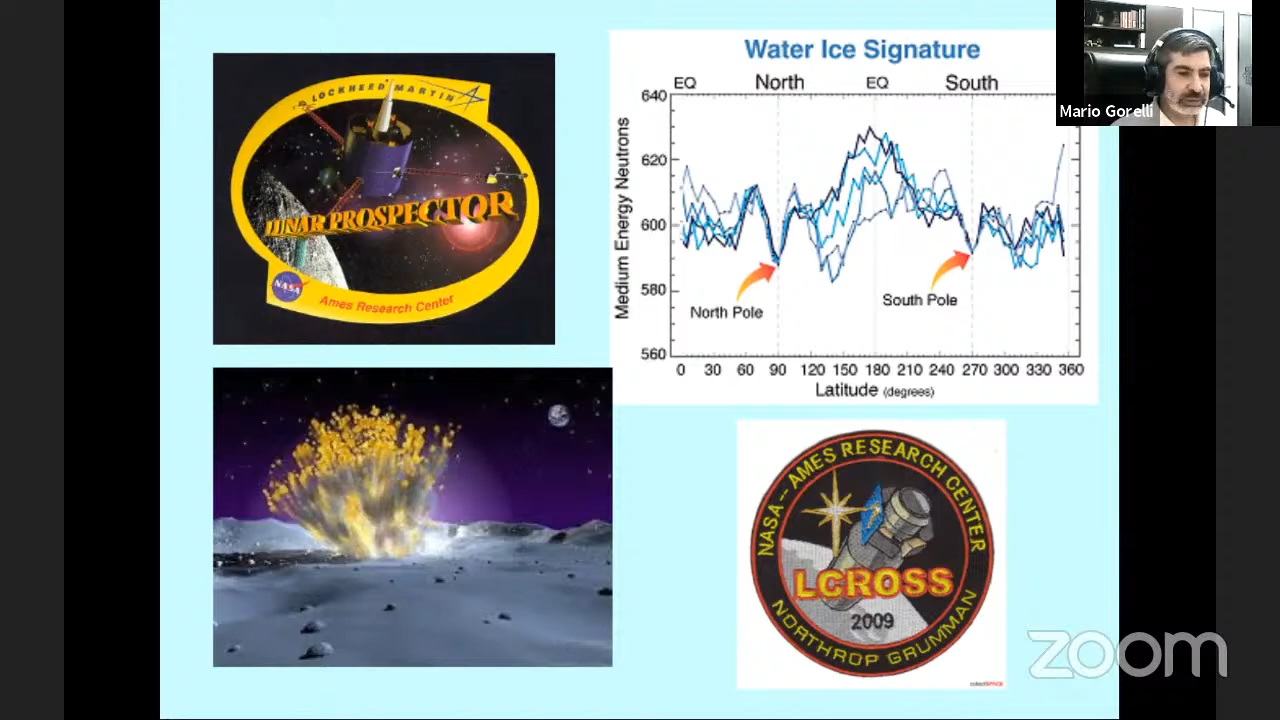 LOCKHEED MARTIN
LUNAR PROSPECTOR
NASA
Ames Research Center
Water Ice Signature
EQ North EQ South
Medium Energy Neutrons
640
620
600
580
560
North Pole
South Pole
0 30 60 90 120 150 180 210 240 270 300 330 360
Latitude (degrees)
Mario Gorelli
NASA -- AMES RESEARCH CENTER
LCROSS
2009
NORTHROP GRUMMAN
collectSPACE
zoom